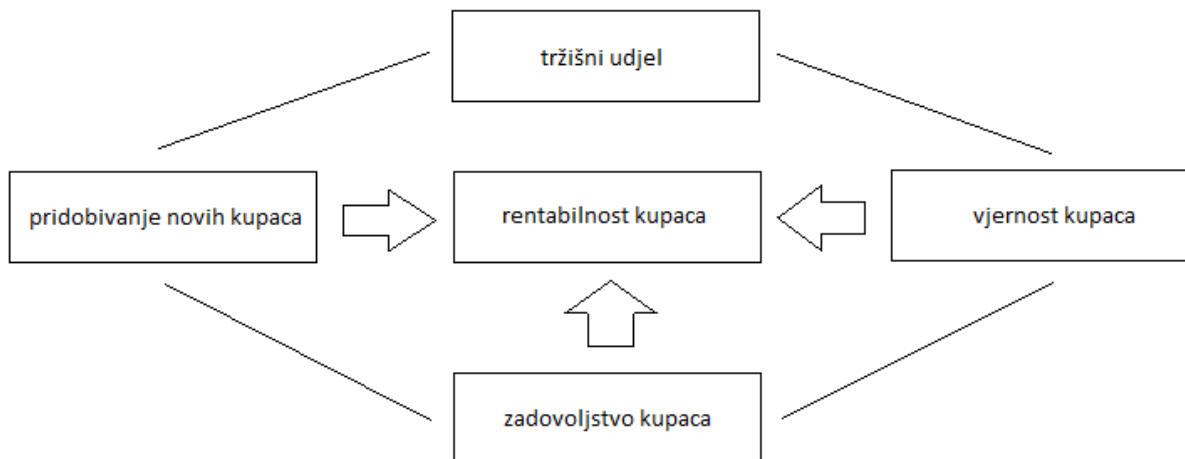 tržišni udjel
pridobivanje novih kupaca
rentabilnost kupaca
vjernost kupaca
zadovoljstvo kupaca